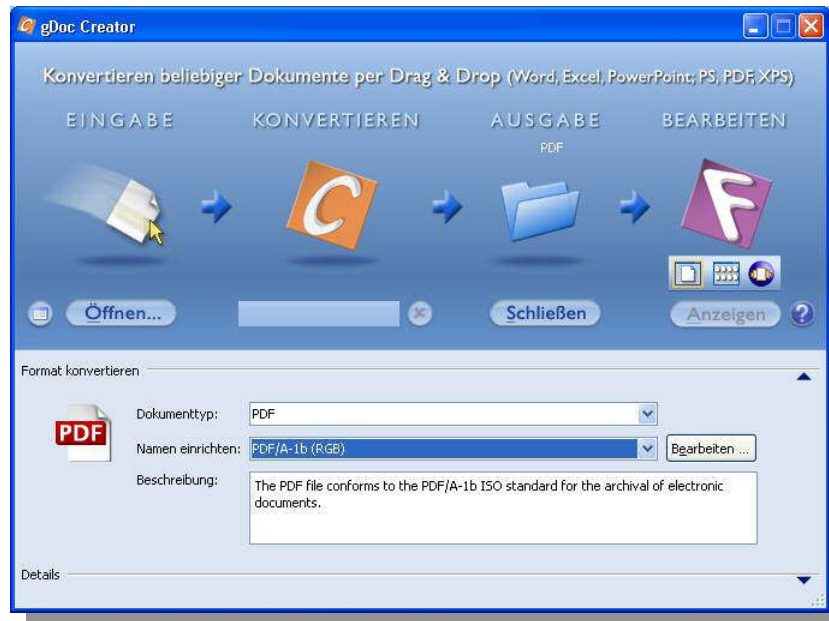 gDoc Creator
Konvertieren beliebiger Dokumente per Drag & Drop (Word, Excel, PowerPoint; PS, PDF, XPS)
EINGABE KONVERTIEREN AUSGABE BEARBEITEN
PDF
C F
Öffnen... Schließen Anzeigen ?
Format konvertieren
PDF
Dokumenttyp: PDF
Namen einrichten: PDF/A-1b (RGB) Bearbeiten ...
Beschreibung: The PDF file conforms to the PDF/A-1b ISO standard for the archival of electronic
documents.
Details